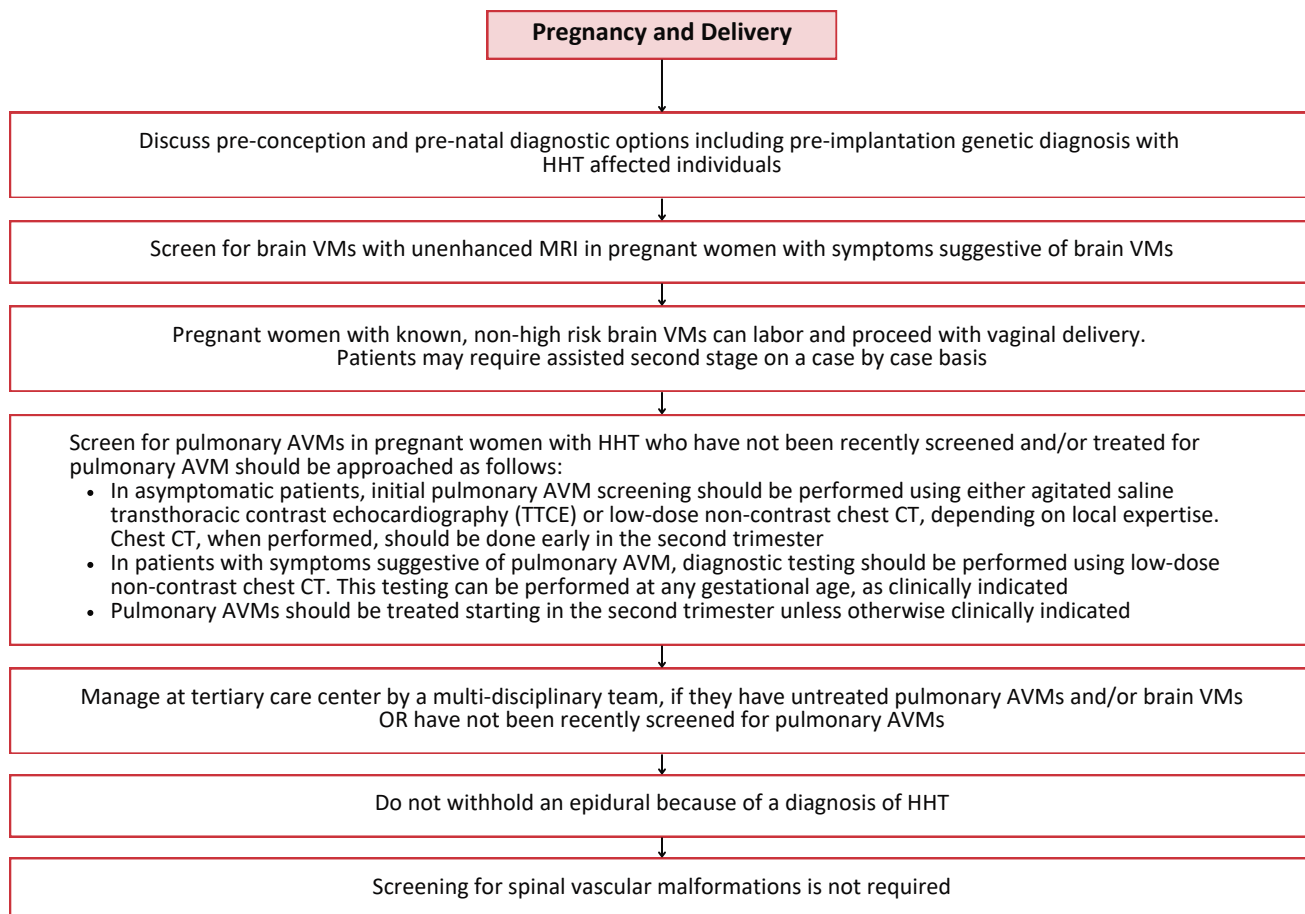 Pregnancy and Delivery
Discuss pre-conception and pre-natal diagnostic options including pre-implantation genetic diagnosis with
HHT affected individuals
Screen for brain VMs with unenhanced MRI in pregnant women with symptoms suggestive of brain VMs
Pregnant women with known, non-high risk brain VMs can labor and proceed with vaginal delivery.
Patients may require assisted second stage on a case by case basis
Screen for pulmonary AVMs in pregnant women with HHT who have not been recently screened and/or treated for
pulmonary AVM should be approached as follows:
• In asymptomatic patients, initial pulmonary AVM screening should be performed using either agitated saline
transthoracic contrast echocardiography (TTCE) or low-dose non-contrast chest CT, depending on local expertise.
Chest CT, when performed, should be done early in the second trimester
• In patients with symptoms suggestive of pulmonary AVM, diagnostic testing should be performed using low-dose
non-contrast chest CT. This testing can be performed at any gestational age, as clinically indicated
• Pulmonary AVMs should be treated starting in the second trimester unless otherwise clinically indicated
Manage at tertiary care center by a multi-disciplinary team, if they have untreated pulmonary AVMs and/or brain VMs
OR have not been recently screened for pulmonary AVMs
Do not withhold an epidural because of a diagnosis of HHT
Screening for spinal vascular malformations is not required